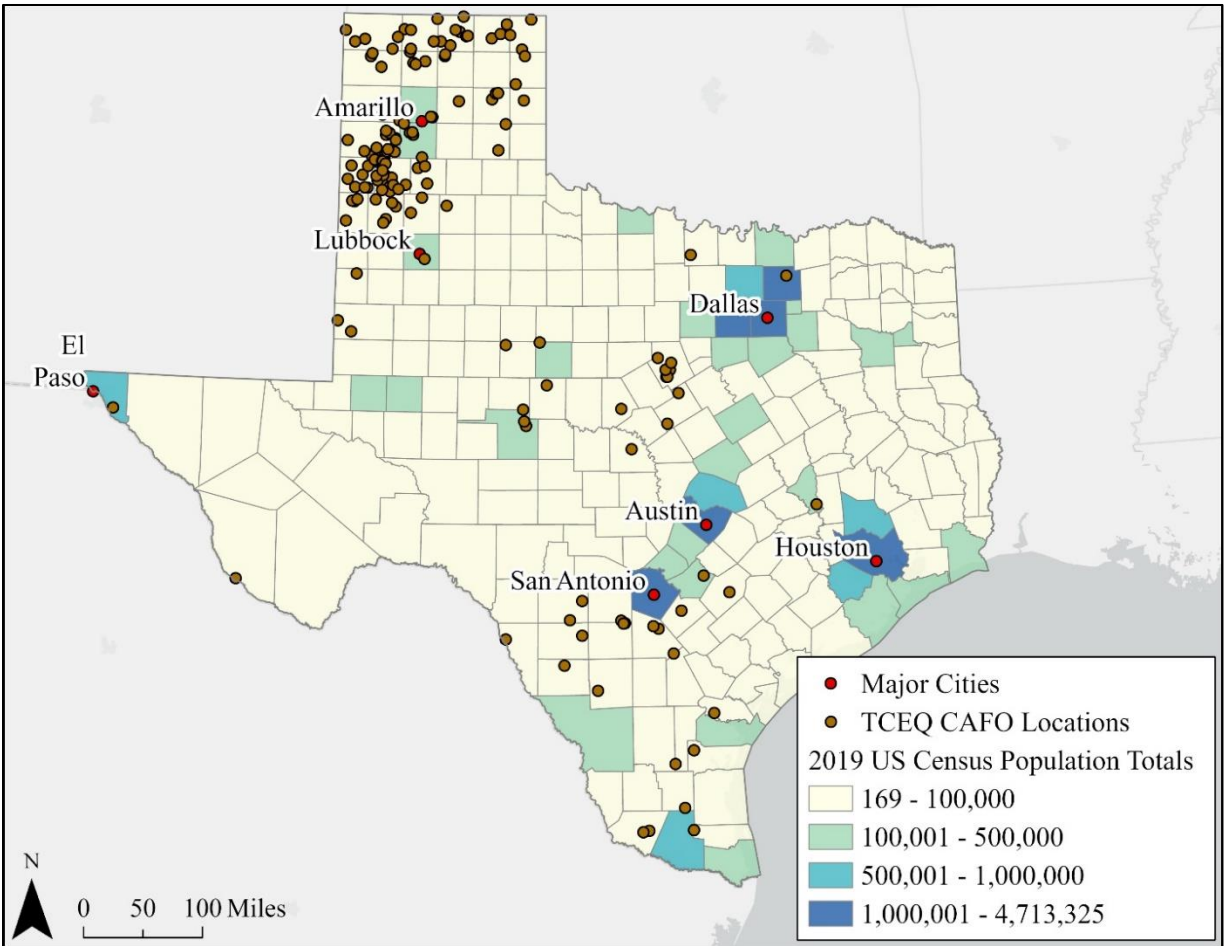 Amarillo
Lubbock
Dallas
El
Paso
Austin
Houston
San Antonio
Major Cities
TCEQ CAFO Locations
2019 US Census Population Totals
169 - 100,000
100,001 - 500,000
500,001 - 1,000,000
1,000,001 - 4,713,325
N
0 50 100 Miles